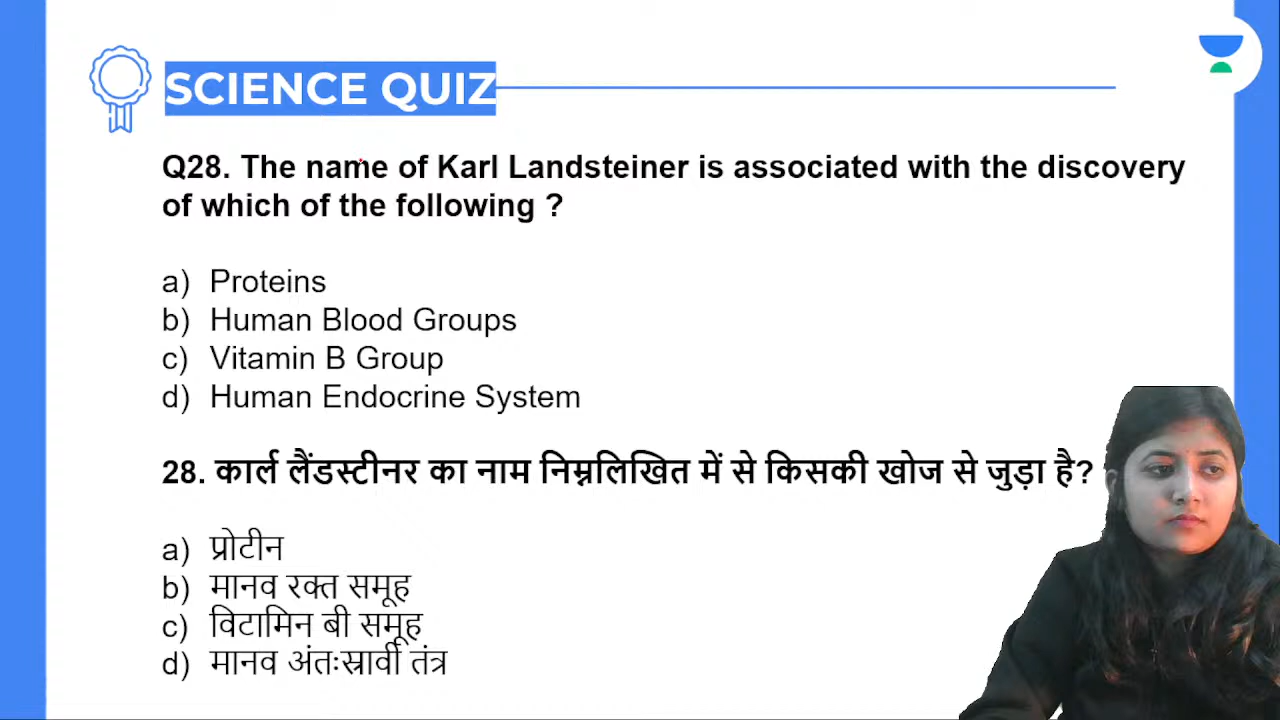 SCIENCE QUIZ
Q28. The name of Karl Landsteiner is associated with the discovery
of which of the following ?
a) Proteins
b) Human Blood Groups
c) Vitamin B Group
d) Human Endocrine System
28. कार्ल लैंडस्टीनर का नाम निम्नलिखित में से किसकी खोज से जुड़ा है?
a) प्रोटीन
b) मानव रक्त समूह
c) विटामिन बी समूह
d) मानव अंतःस्रावी तंत्र